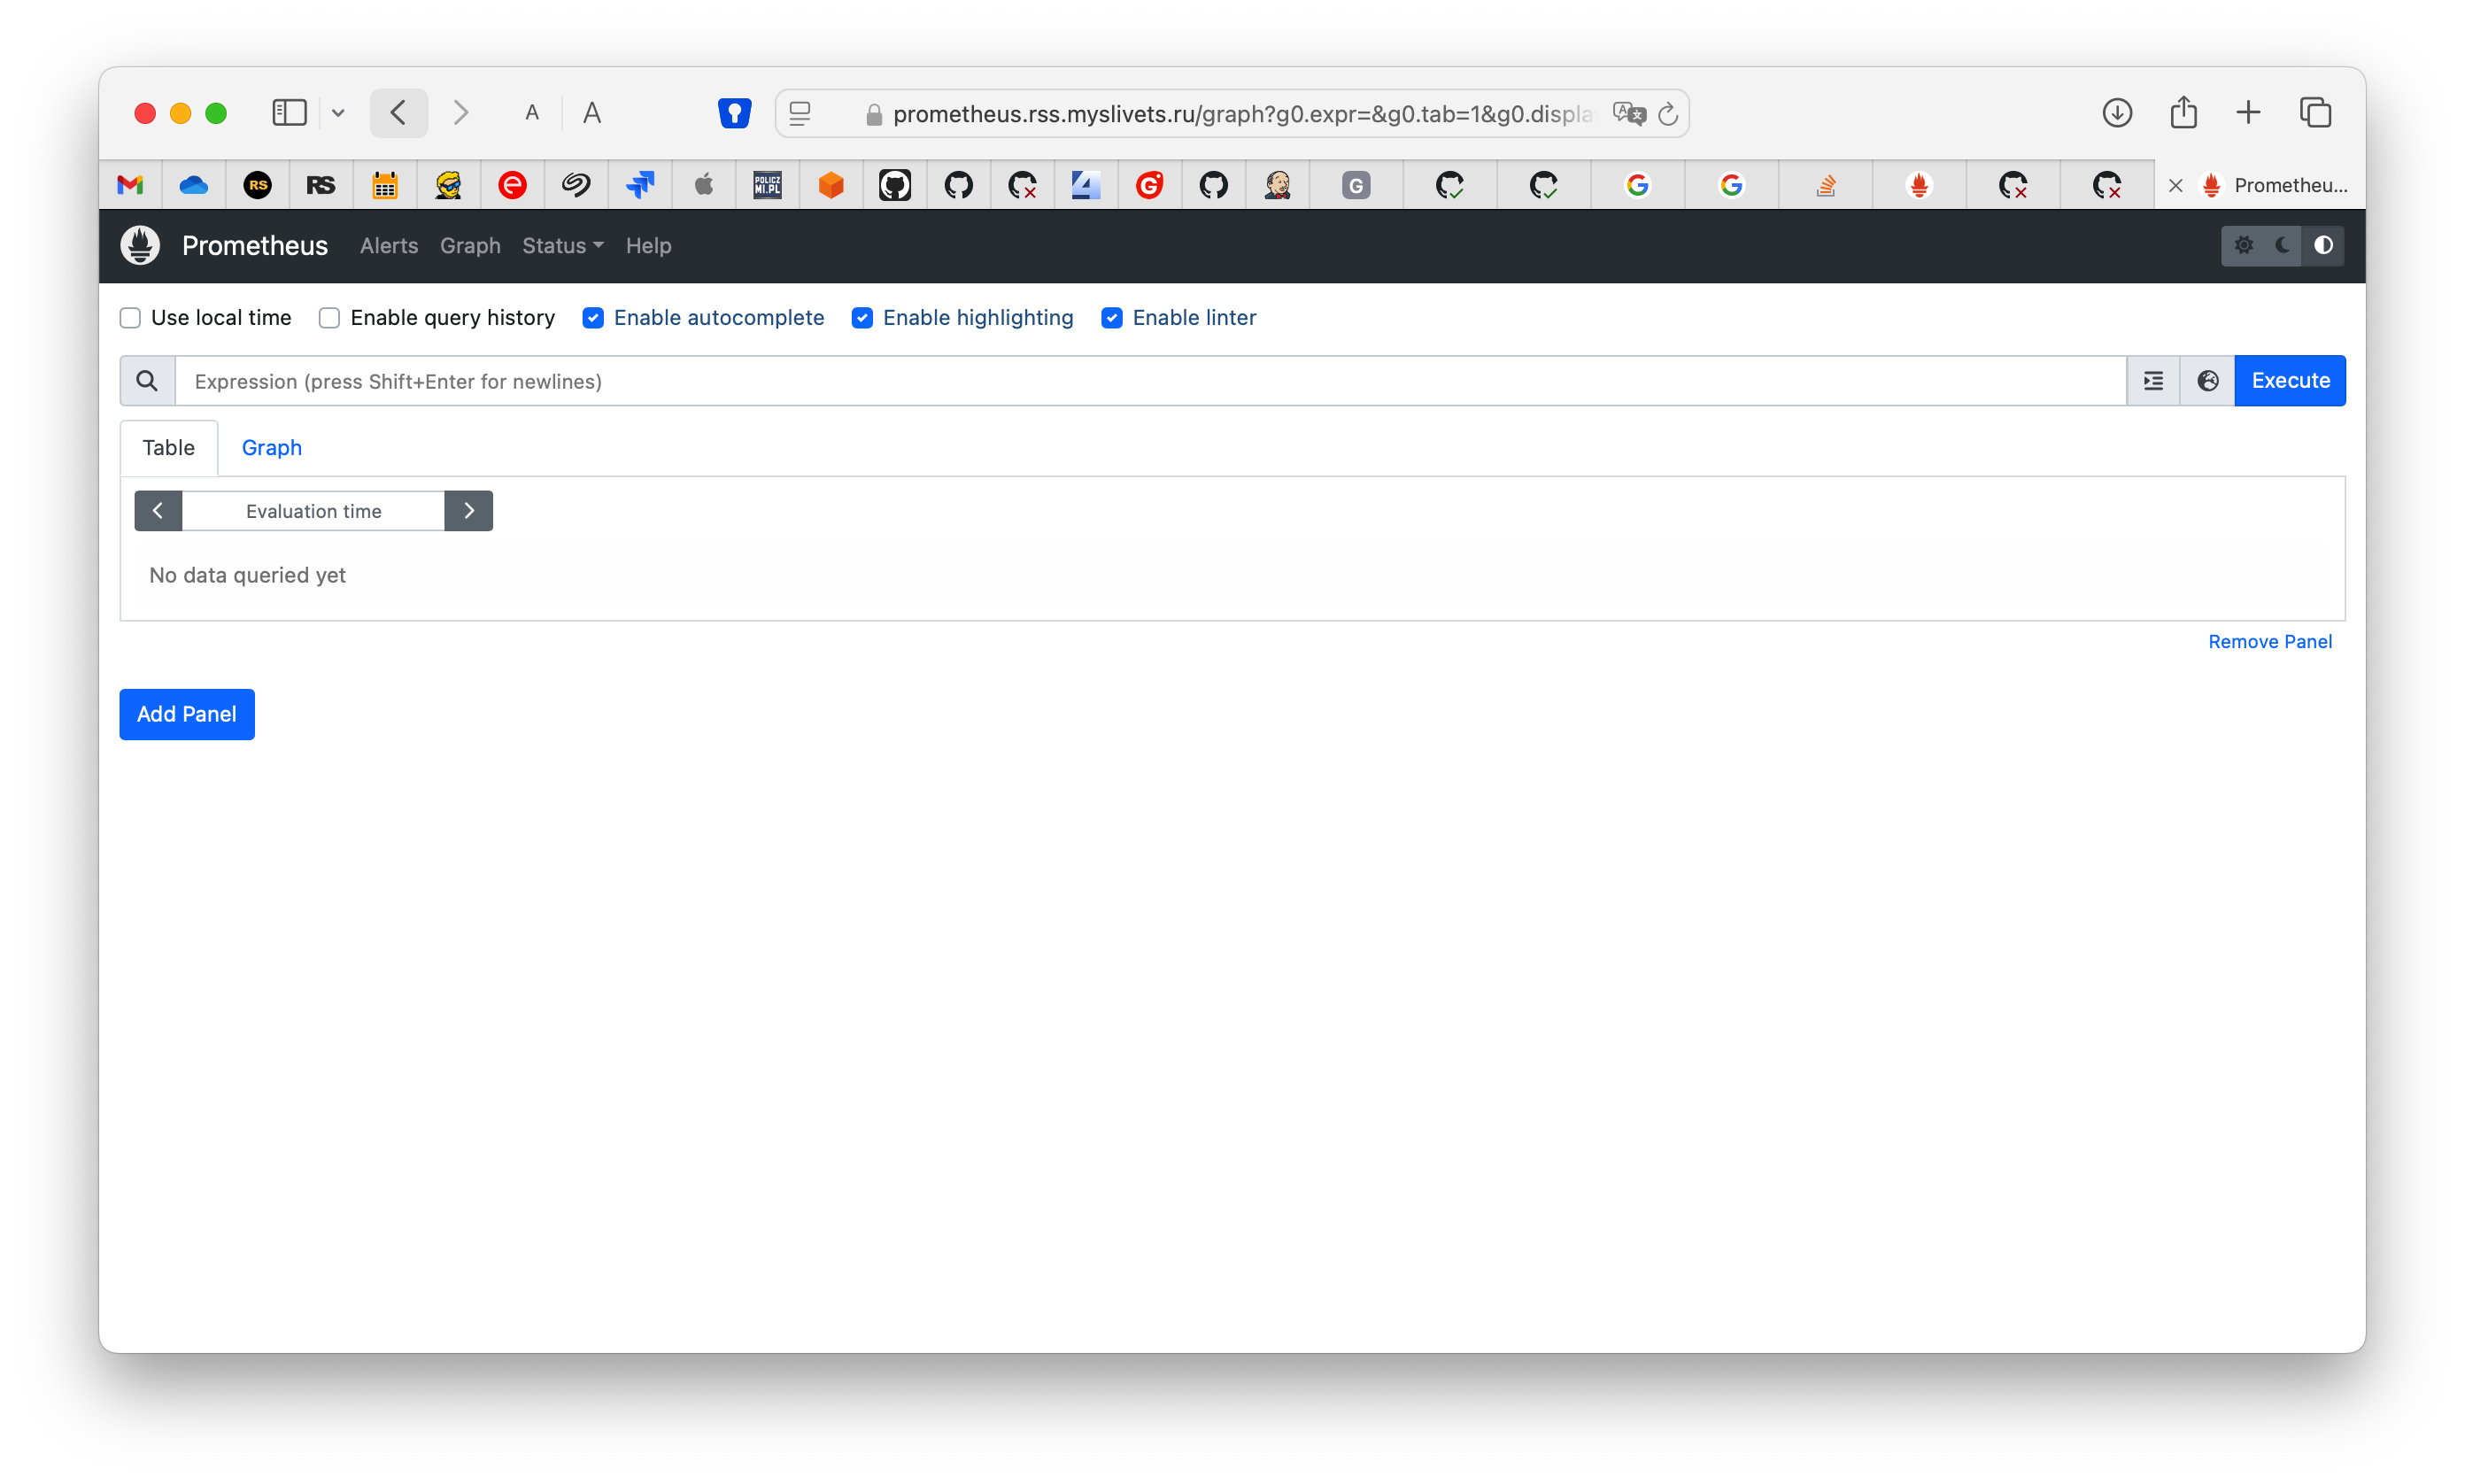 A A
prometheus.rss.myslivets.ru/graph?g0.expr=&g0.tab=1&g0.displa
RS RS POLICZ MI.PL G Prometheu...
Prometheus Alerts Graph Status Help
Use local time Enable query history Enable autocomplete Enable highlighting Enable linter
Expression (press Shift+Enter for newlines) Execute
Table Graph
Evaluation time
No data queried yet
Remove Panel
Add Panel